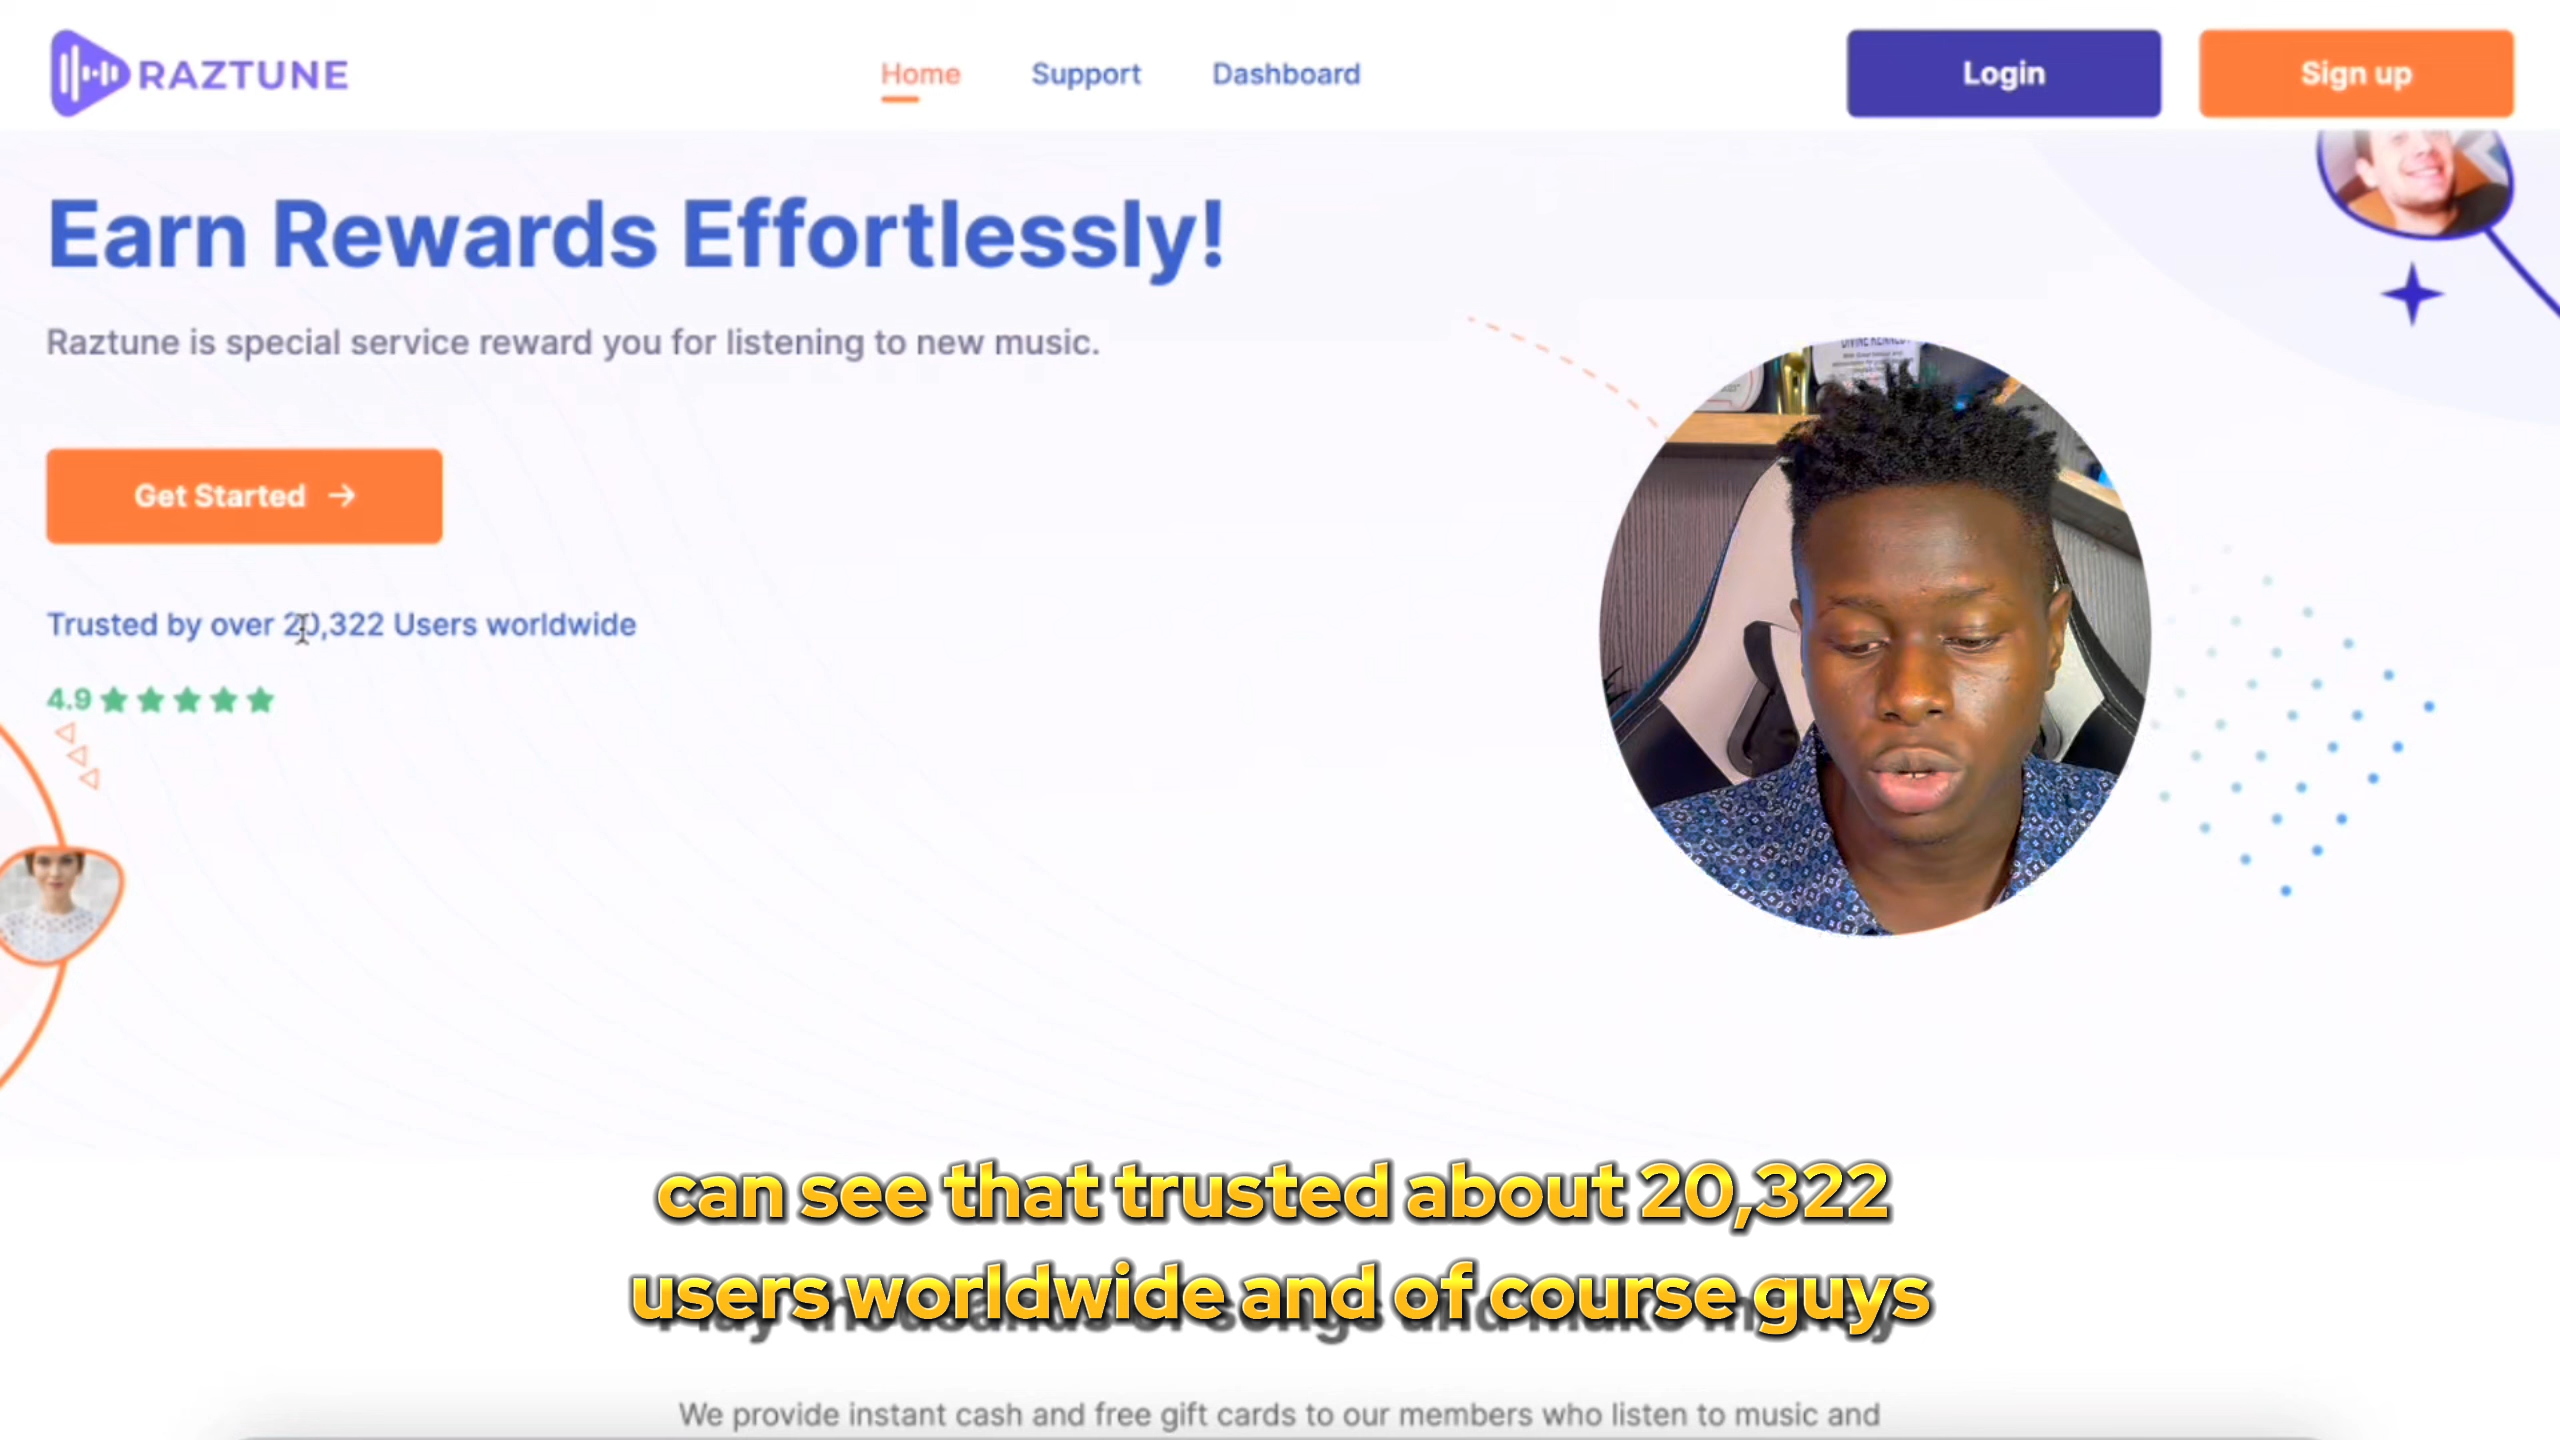 RAZTUNE
Home
Support
Dashboard
Login
Sign up
Earn Rewards Effortlessly!
Raztune is special service reward you for listening to new music.
Get Started →
Trusted by over 20,322 Users worldwide
4.9
can see that trusted about 20,322
users worldwide and of course guys
We provide instant cash and free gift cards to our members who listen to music and